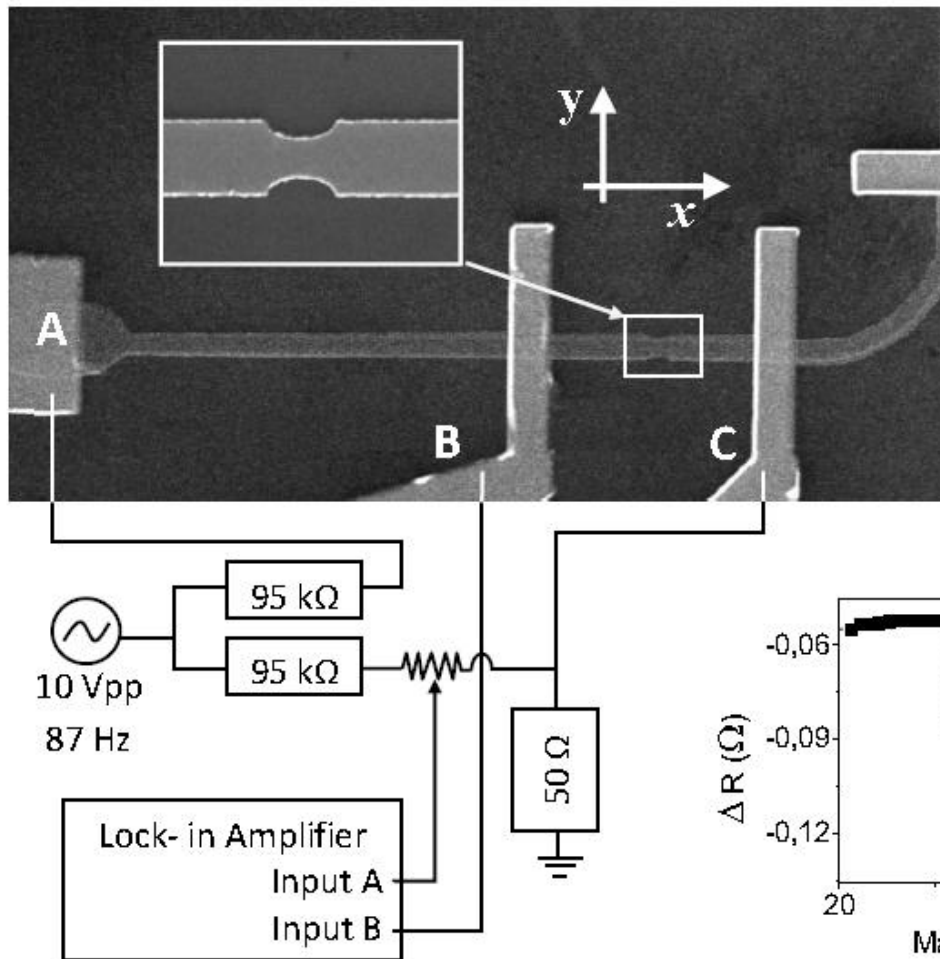 y
x
A
B
C
95 kΩ
95 kΩ
10 Vpp
87 Hz
50 Ω
Lock- in Amplifier
Input A
Input B
Δ R (Ω)
-0,06
-0,09
-0,12
20